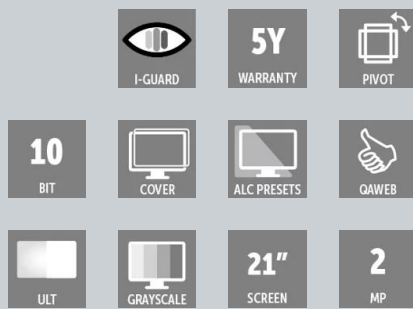 I-GUARD
5Y
WARRANTY
PIVOT
10
BIT
COVER
ALC PRESETS
QAWEB
ULT
GRAYSCALE
21"
SCREEN
2
MP